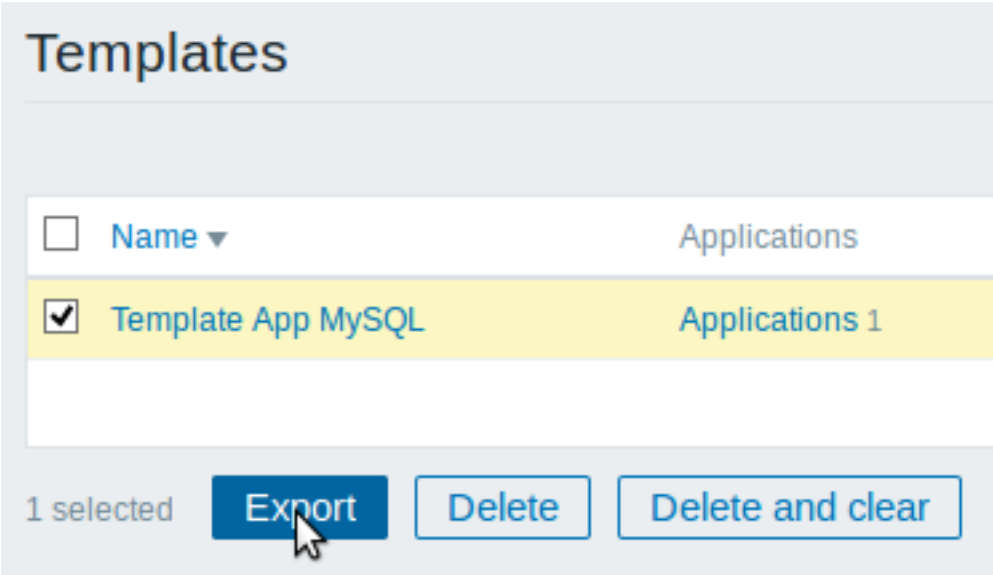 Templates
Name Applications
Template App MySQL Applications 1
1 selected Export Delete Delete and clear